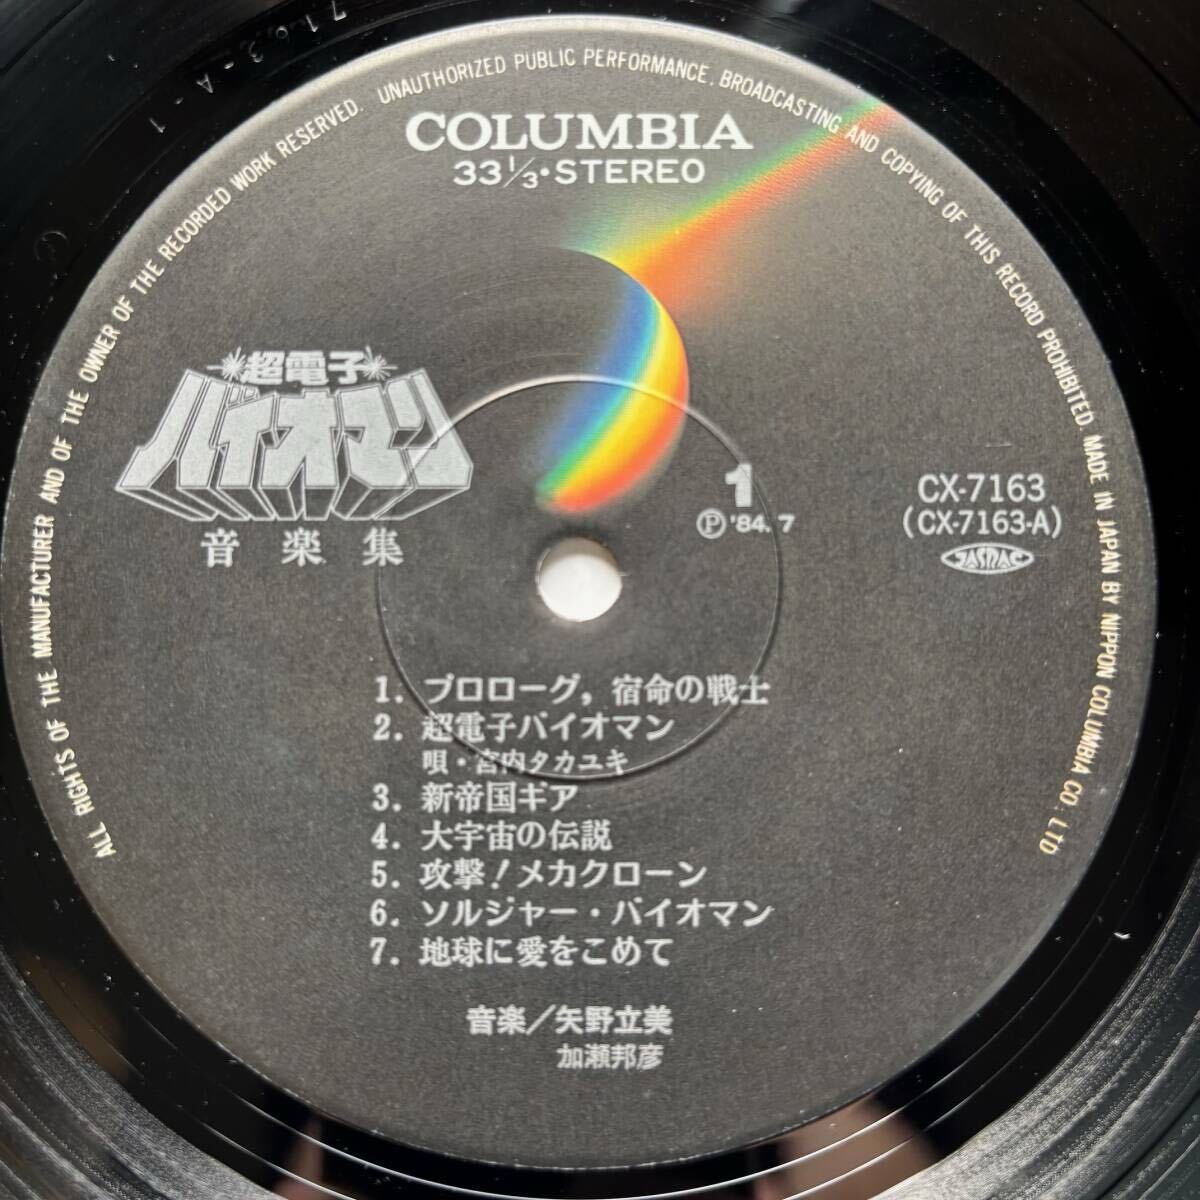 ALL RIGHTS OF THE MANUFACTURER AND OF THE OWNER OF THE RECORDED WORK RESERVED. UNAUTHORIZED PUBLIC PERFORMANCE. BROADCASTING AND COPYING OF THIS RECORD PROHIBITED. MADE IN JAPAN BY NIPPON COLUMBIA CO: LTD
COLUMBIA
33⅓・STEREO
超電子
バイオマン
音楽集
1
Ⓟ '84. 7
CX-7163
(CX-7163-A)
JASRAC
1. プロローグ，宿命の戦士
2. 超電子バイオマン
唄・宮内タカユキ
3. 新帝国ギア
4. 大宇宙の伝説
5. 攻撃！メカクローン
6. ソルジャー・バイオマン
7. 地球に愛をこめて
音楽／矢野立美
加瀬邦彦